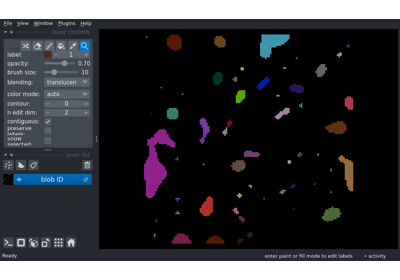 File View Window Plugins Help
layer controls
label: 1
opacity: 0.70
brush size: 10
blending: translucen
color mode: auto
contour: 0
n edit dim: 2
contiguous:
preserve labels:
show selected:
layer list
blob ID
Ready enter paint or fill mode to edit labels activity